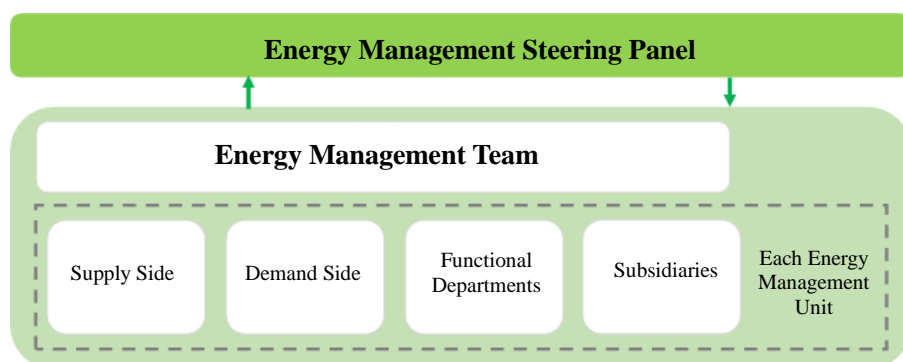 Energy Management Steering Panel
Energy Management Team
Supply Side
Demand Side
Functional
Departments
Subsidiaries
Each Energy
Management
Unit